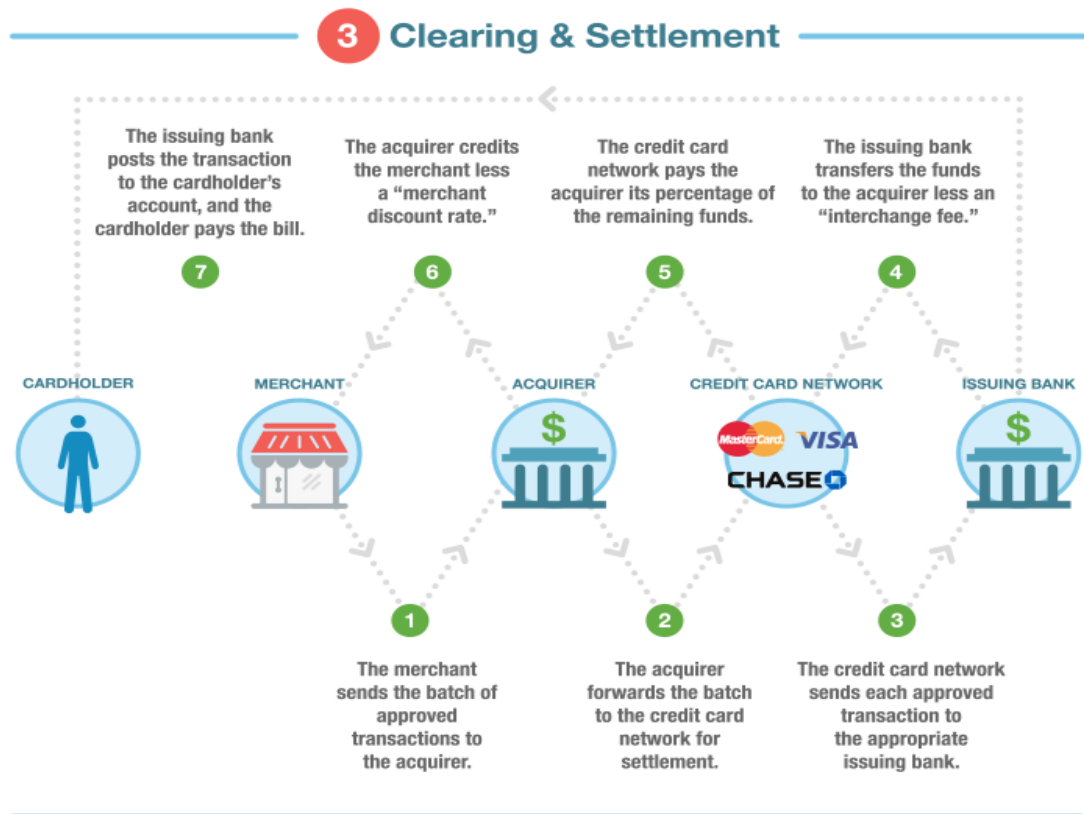 3 Clearing & Settlement
The issuing bank
posts the transaction
to the cardholder's
account, and the
cardholder pays the bill.
7
The acquirer credits
the merchant less
a “merchant
discount rate.”
6
The credit card
network pays the
acquirer its percentage of
the remaining funds.
5
The issuing bank
transfers the funds
to the acquirer less an
“interchange fee.”
4
CARDHOLDER
MERCHANT
ACQUIRER
$
CREDIT CARD NETWORK
MasterCard VISA
CHASE
ISSUING BANK
$
1
The merchant
sends the batch of
approved
transactions to
the acquirer.
2
The acquirer
forwards the batch
to the credit card
network for
settlement.
3
The credit card network
sends each approved
transaction to
the appropriate
issuing bank.